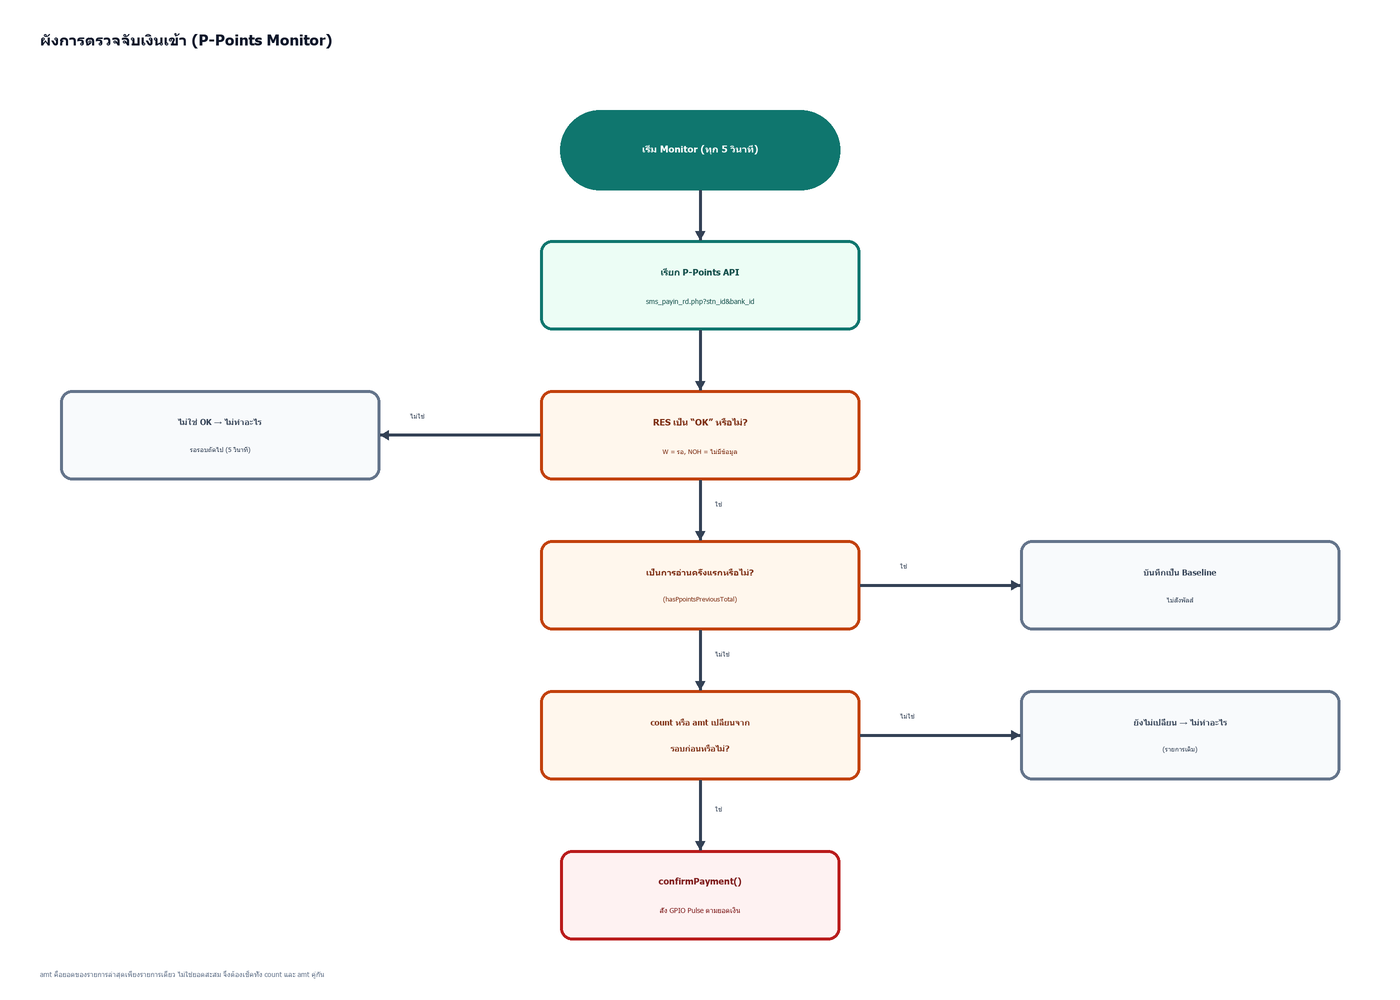 ผังการตรวจจับเงินเข้า (P-Points Monitor)
เริ่ม Monitor (ทุก 5 วินาที)
เรียก P-Points API
sms_payin_rd.php?stn_id&bank_id
RES เป็น “OK” หรือไม่?
W = รอ, NOH = ไม่มีข้อมูล
ไม่ใช่
ไม่ใช่ OK → ไม่ทำอะไร
รอรอบถัดไป (5 วินาที)
ใช่
เป็นการอ่านครั้งแรกหรือไม่?
(hasPpointsPreviousTotal)
ใช่
บันทึกเป็น Baseline
ไม่สั่งพัลส์
ไม่ใช่
count หรือ amt เปลี่ยนจาก
รอบก่อนหรือไม่?
ไม่ใช่
ยังไม่เปลี่ยน → ไม่ทำอะไร
(รายการเดิม)
ใช่
confirmPayment()
สั่ง GPIO Pulse ตามยอดเงิน
amt คือยอดของรายการล่าสุดเพียงรายการเดียว ไม่ใช่ยอดสะสม จึงต้องเช็คทั้ง count และ amt คู่กัน